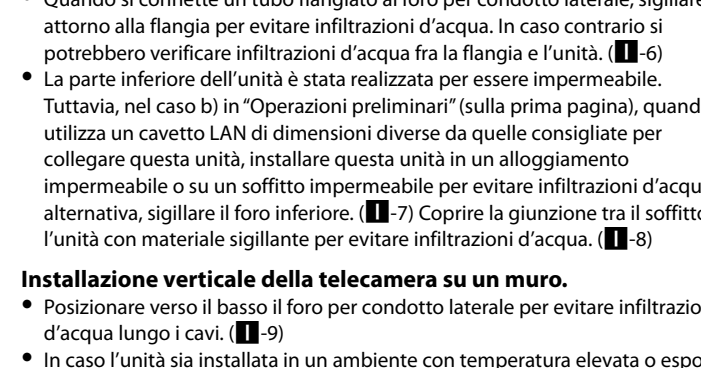 • Quando si connette un tubo flangiato al foro per condotto laterale, sigillare
attorno alla flangia per evitare infiltrazioni d'acqua. In caso contrario si
potrebbero verificare infiltrazioni d'acqua fra la flangia e l'unità. (I-6)
• La parte inferiore dell'unità è stata realizzata per essere impermeabile.
Tuttavia, nel caso b) in "Operazioni preliminari" (sulla prima pagina), quand
utilizza un cavetto LAN di dimensioni diverse da quelle consigliate per
collegare questa unità, installare questa unità in un alloggiamento
impermeabile o su un soffitto impermeabile per evitare infiltrazioni d'acqu
alternativa, sigillare il foro inferiore. (I-7) Coprire la giunzione tra il soffitto
l'unità con materiale sigillante per evitare infiltrazioni d'acqua. (I-8)
Installazione verticale della telecamera su un muro.
• Posizionare verso il basso il foro per condotto laterale per evitare infiltrazio
d'acqua lungo i cavi. (I-9)
• In caso l'unità sia installata in un ambiente con temperatura elevata o espo